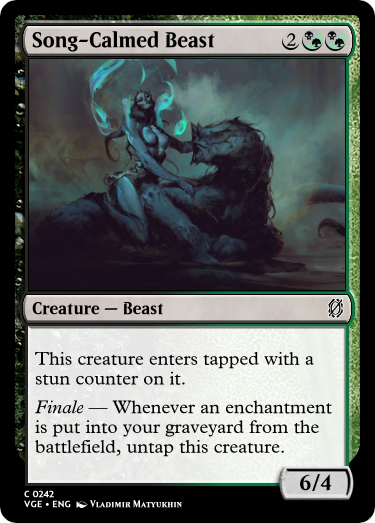 Song-Calmed Beast 2
Creature — Beast
This creature enters tapped with a
stun counter on it.
Finale — Whenever an enchantment
is put into your graveyard from the
battlefield, untap this creature.
6/4
C 0242
VGE • ENG Vladimir Matyukhin